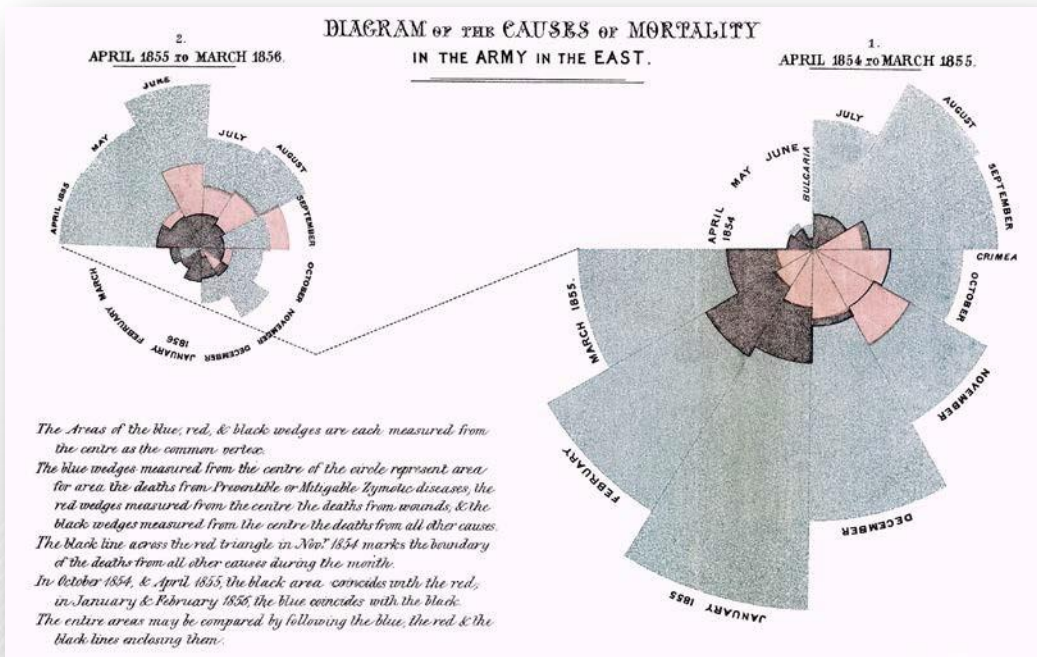 DIAGRAM OF THE CAUSES OF MORTALITY
IN THE ARMY IN THE EAST.
2.
APRIL 1855 TO MARCH 1856.
1.
APRIL 1854 TO MARCH 1855.
APRIL 1855
MAY
JUNE
JULY
AUGUST
SEPTEMBER
OCTOBER
NOVEMBER
DECEMBER
JANUARY 1856
FEBRUARY
MARCH
APRIL 1854
MAY
JUNE
BULGARIA
JULY
AUGUST
SEPTEMBER
CRIMEA
OCTOBER
NOVEMBER
DECEMBER
JANUARY 1855
FEBRUARY
MARCH 1855.
The Areas of the blue, red, & black wedges are each measured from
the centre as the common vertex.
The blue wedges measured from the centre of the circle represent area
for area the deaths from Preventible or Mitigable Zymotic diseases, the
red wedges measured from the centre the deaths from wounds, & the
black wedges measured from the centre the deaths from all other causes.
The black line across the red triangle in Novr. 1854 marks the boundary
of the deaths from all other causes during the month.
In October 1854, & April 1855, the black area coincides with the red,
in January & February 1856, the blue coincides with the black.
The entire areas may be compared by following the blue, the red & the
black lines enclosing them.